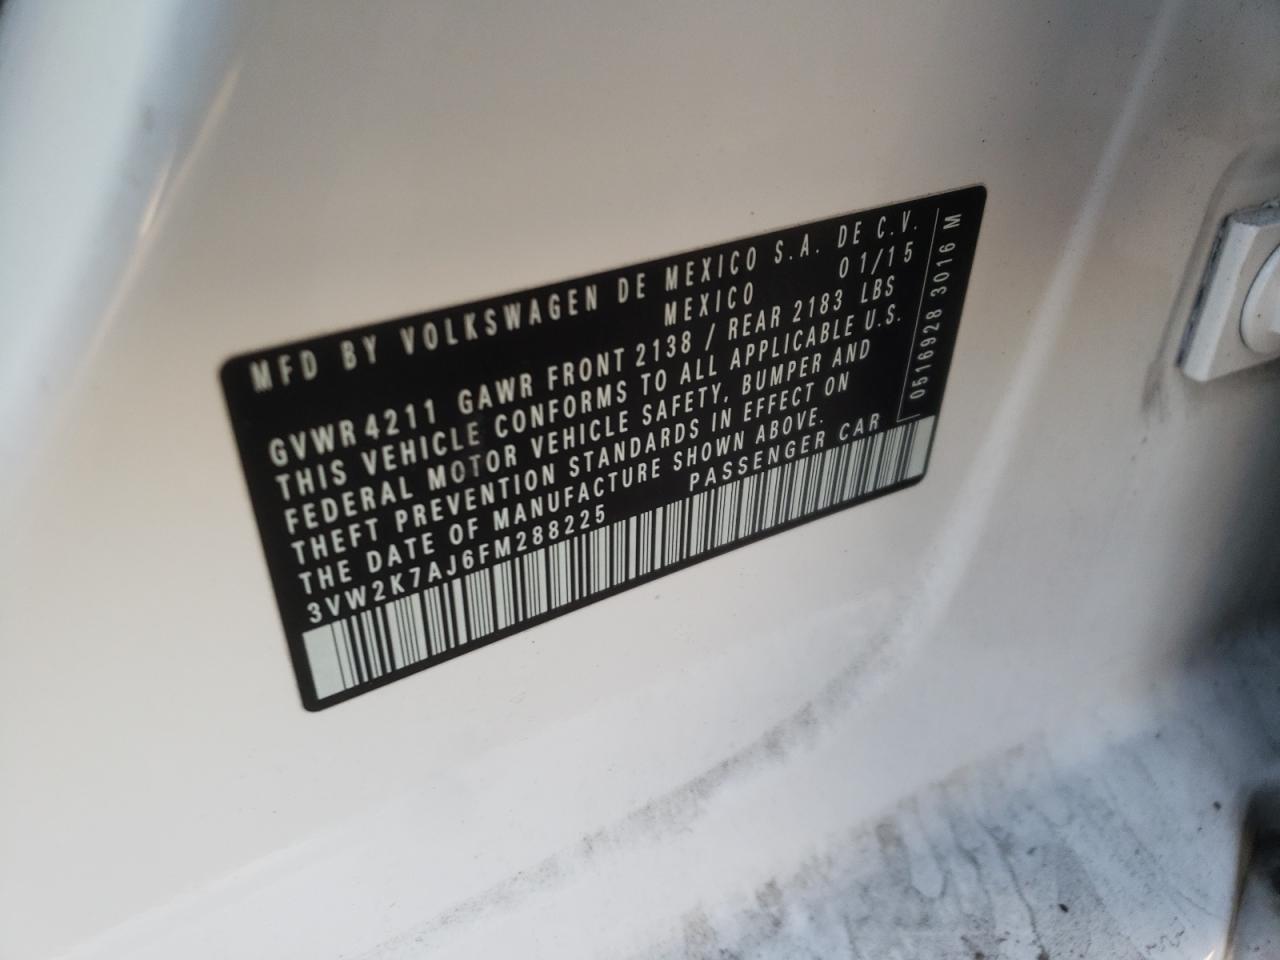 MFD BY VOLKSWAGEN DE MEXICO S.A. DE C.V.
MEXICO 01/15
GVWR 4211 GAWR FRONT 2138 / REAR 2183 LBS
THIS VEHICLE CONFORMS TO ALL APPLICABLE U.S.
FEDERAL MOTOR VEHICLE SAFETY, BUMPER AND
THEFT PREVENTION STANDARDS IN EFFECT ON
THE DATE OF MANUFACTURE SHOWN ABOVE.
3VW2K7AJ6FM288225 PASSENGER CAR
0516928 3016 M